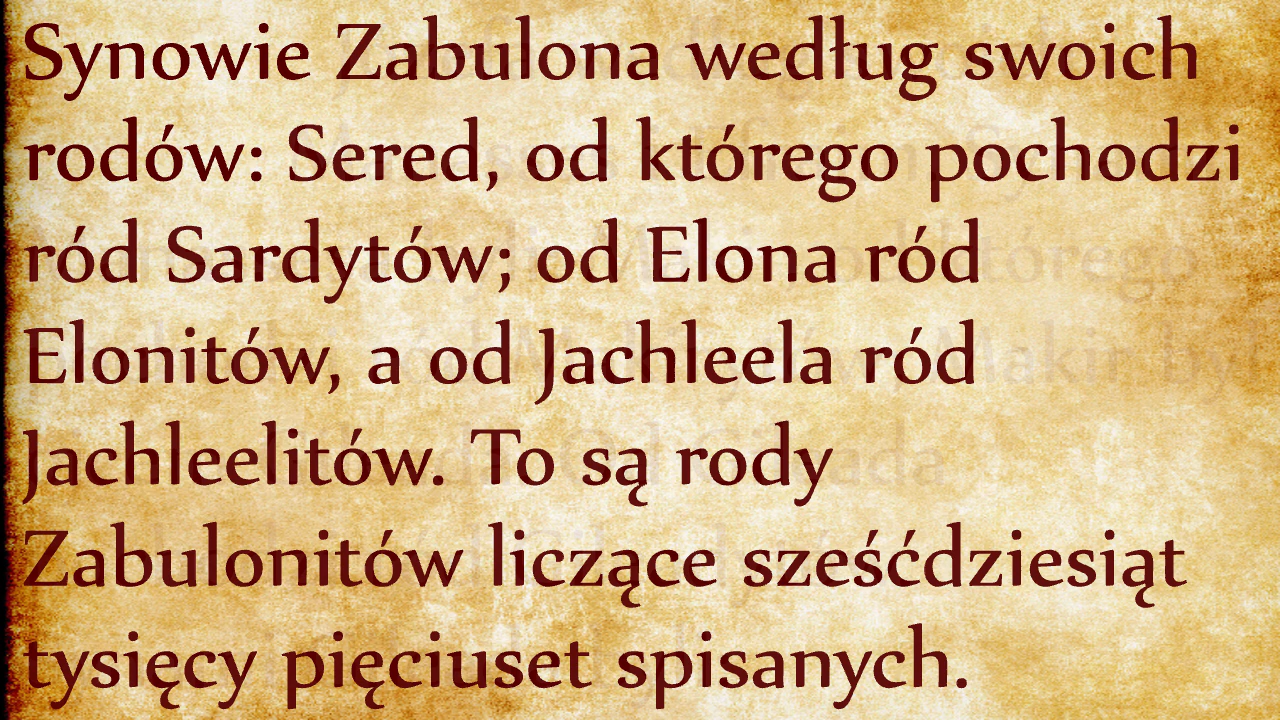 Synowie Zabulona według swoich
rodów: Sered, od którego pochodzi
ród Sardytów; od Elona ród
Elonitów, a od Jachleela ród
Jachleelitów. To są rody
Zabulonitów liczące sześćdziesiąt
tysięcy pięciuset spisanych.